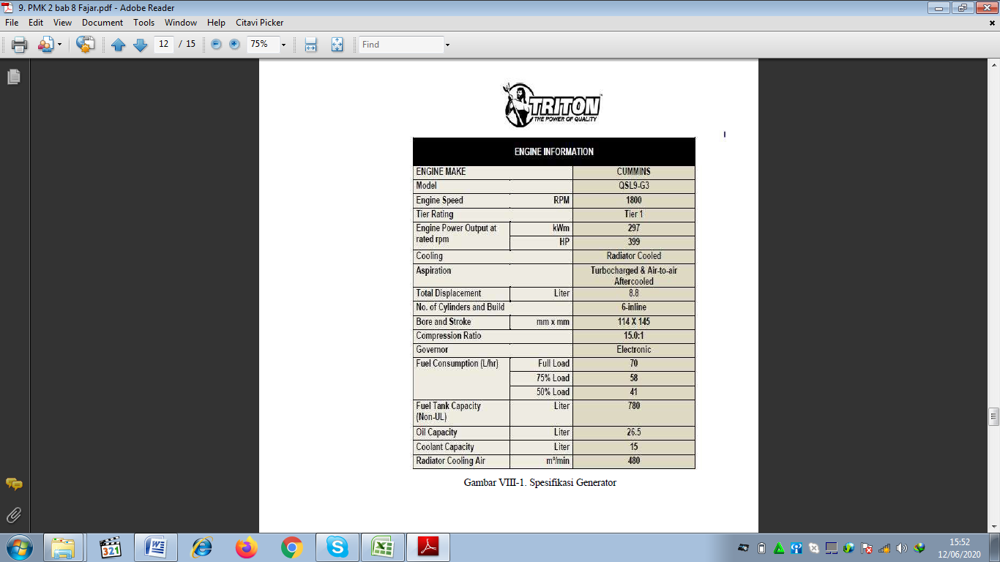 9. PMK 2 bab 8 Fajar.pdf - Adobe Reader
File Edit View Document Tools Window Help Citavi Picker
12 / 15 75% Find
TRITON
THE POWER OF QUALITY
ENGINE INFORMATION
ENGINE MAKE CUMMINS
Model QSL9-G3
Engine Speed RPM 1800
Tier Rating Tier 1
Engine Power Output at rated rpm kWm 297
HP 399
Cooling Radiator Cooled
Aspiration Turbocharged & Air-to-air
Aftercooled
Total Displacement Liter 8.8
No. of Cylinders and Build 6-inline
Bore and Stroke mm x mm 114 X 145
Compression Ratio 15.0:1
Governor Electronic
Fuel Consumption (L/hr) Full Load 70
75% Load 58
50% Load 41
Fuel Tank Capacity Liter 780
(Non-UL)
Oil Capacity Liter 26.5
Coolant Capacity Liter 15
Radiator Cooling Air m³/min 480
Gambar VIII-1. Spesifikasi Generator
321
15:52
12/06/2020